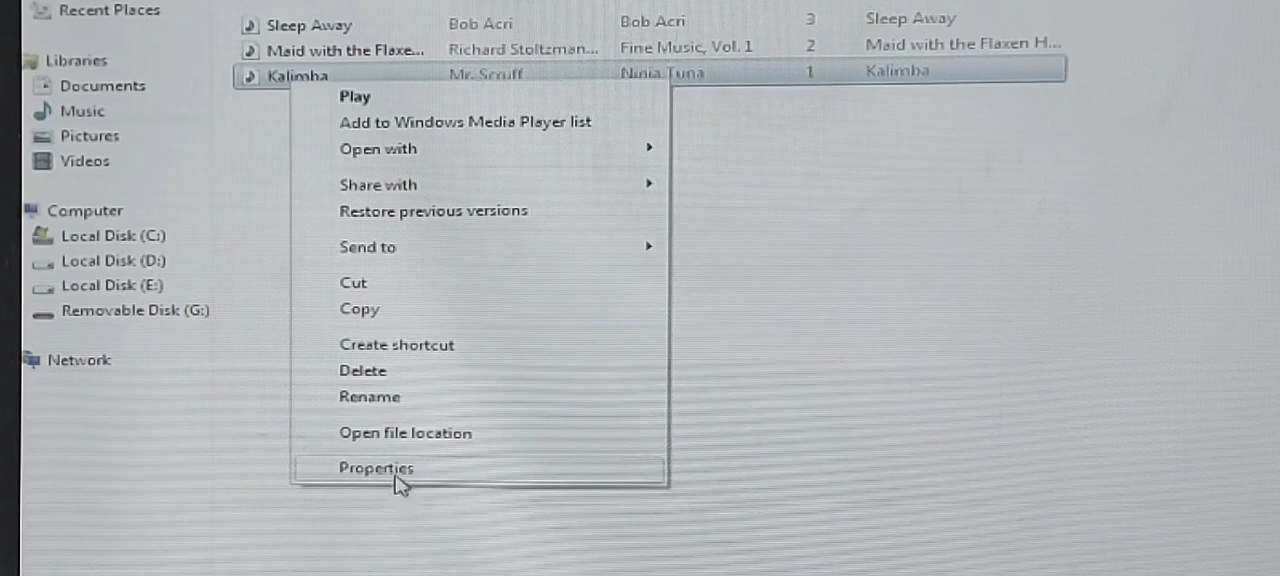 Recent Places
Sleep Away Bob Acri Bob Acri 3 Sleep Away
Maid with the Flaxe... Richard Stoltzman... Fine Music, Vol. 1 2 Maid with the Flaxen H...
Kalimba Mr. Scruff Ninja Tuna 1 Kalimba
Libraries
Documents
Music
Pictures
Videos
Computer
Local Disk (C:)
Local Disk (D:)
Local Disk (E:)
Removable Disk (G:)
Network
Play
Add to Windows Media Player list
Open with
Share with
Restore previous versions
Send to
Cut
Copy
Create shortcut
Delete
Rename
Open file location
Properties